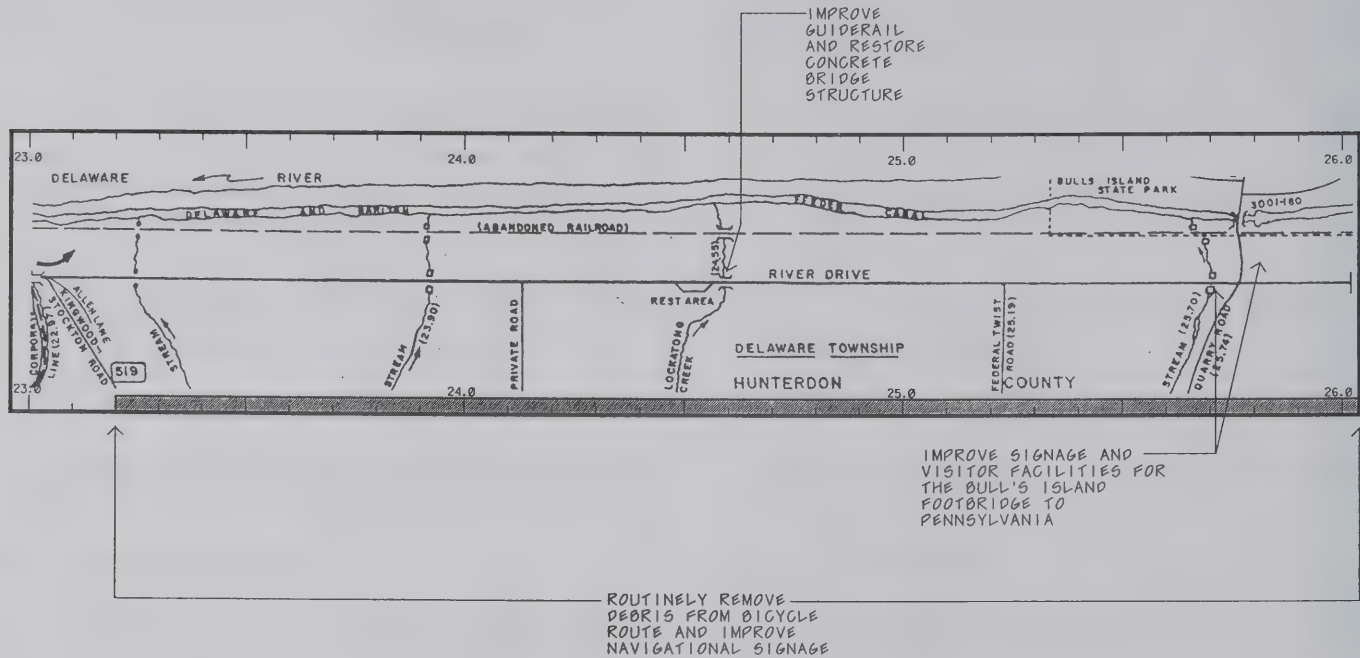 IMPROVE
GUIDERAIL
AND RESTORE
CONCRETE
BRIDGE
STRUCTURE
23.0
24.0
25.0
26.0
DELAWARE RIVER
BULLS ISLAND
STATE PARK
3001-180
DELAWARE AND RARITAN FEEDER CANAL
(ABANDONED RAILROAD)
(24.55)
RIVER DRIVE
REST AREA
CORPORATE
LINE
ALLEN LANE
KINGWOOD-
STOCKTON ROAD
519
STREAM
STREAM (23.90)
PRIVATE ROAD
LOCKATONG
CREEK
DELAWARE TOWNSHIP
HUNTERDON COUNTY
FEDERAL TWIST
ROAD (25.19)
STREAM (25.70)
QUARRY ROAD
(25.74)
23.0
24.0
25.0
26.0
IMPROVE SIGNAGE AND
VISITOR FACILITIES FOR
THE BULL'S ISLAND
FOOTBRIDGE TO
PENNSYLVANIA
ROUTINELY REMOVE
DEBRIS FROM BICYCLE
ROUTE AND IMPROVE
NAVIGATIONAL SIGNAGE